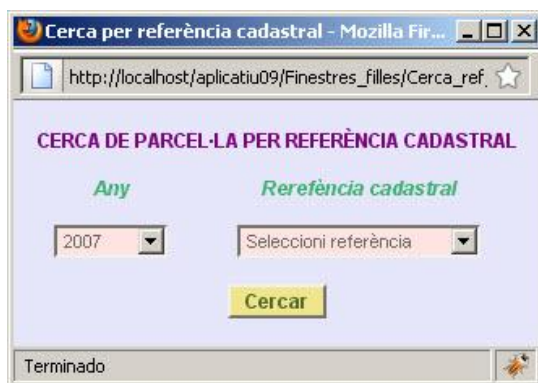 Cerca per referència cadastral - Mozilla Fir...
http://localhost/aplicatiu09/Finestres_filles/Cerca_ref_
CERCA DE PARCEL·LA PER REFERÈNCIA CADASTRAL
Any Rerefència cadastral
2007 Seleccioni referència
Cercar
Terminado